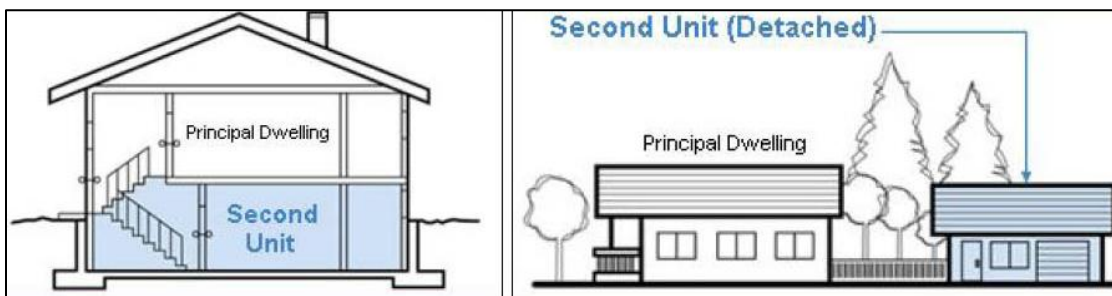 Principal Dwelling
Second
Unit
Second Unit (Detached)
Principal Dwelling